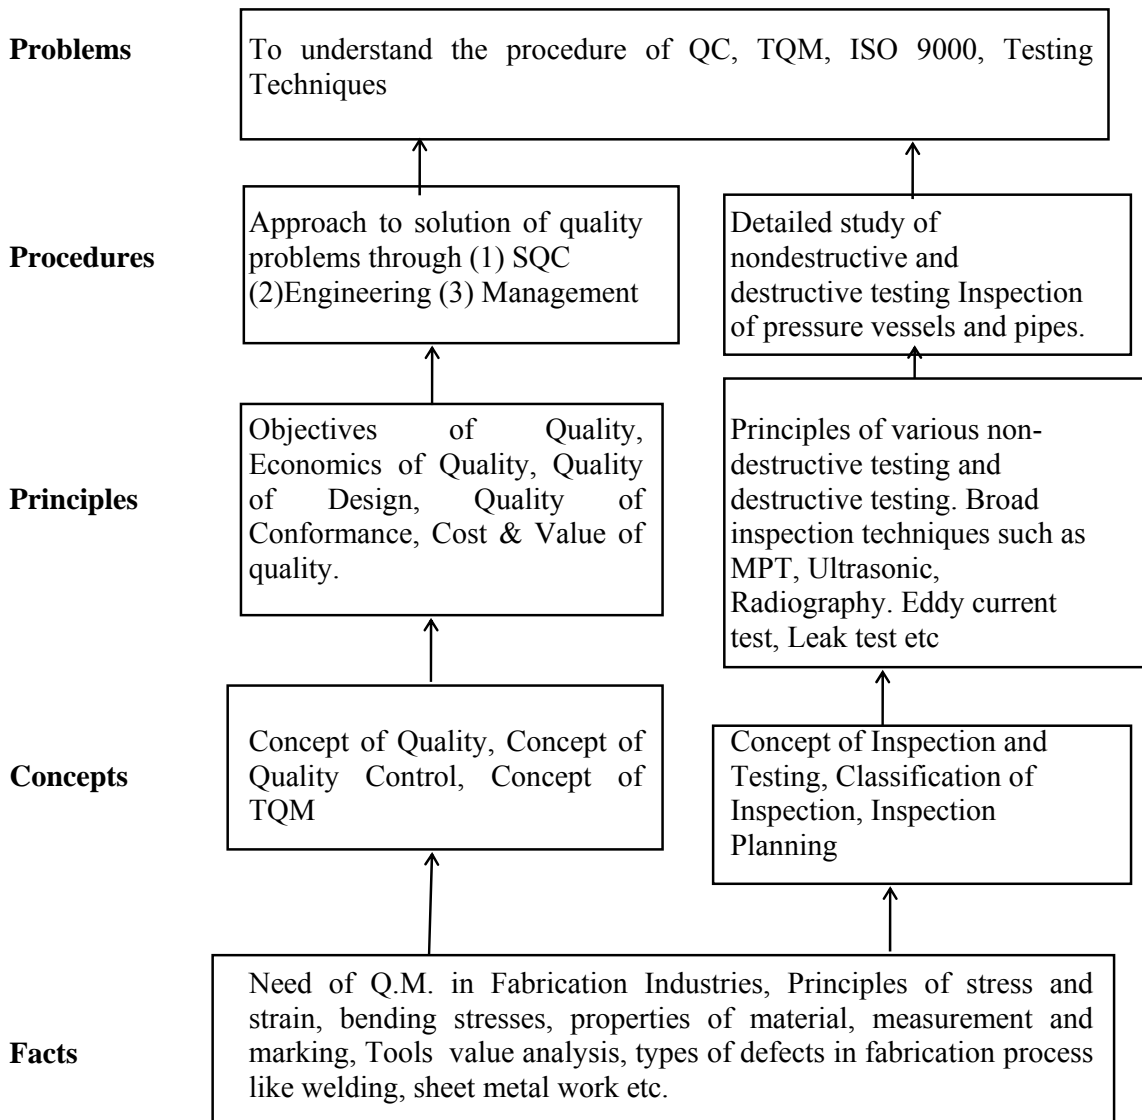 Problems
To understand the procedure of QC, TQM, ISO 9000, Testing
Techniques
Procedures
Approach to solution of quality
problems through (1) SQC
(2)Engineering (3) Management
Detailed study of
nondestructive and
destructive testing Inspection
of pressure vessels and pipes.
Principles
Objectives of Quality,
Economics of Quality, Quality
of Design, Quality of
Conformance, Cost & Value of
quality.
Principles of various non-
destructive testing and
destructive testing. Broad
inspection techniques such as
MPT, Ultrasonic,
Radiography. Eddy current
test, Leak test etc
Concepts
Concept of Quality, Concept of
Quality Control, Concept of
TQM
Concept of Inspection and
Testing, Classification of
Inspection, Inspection
Planning
Facts
Need of Q.M. in Fabrication Industries, Principles of stress and
strain, bending stresses, properties of material, measurement and
marking, Tools value analysis, types of defects in fabrication process
like welding, sheet metal work etc.